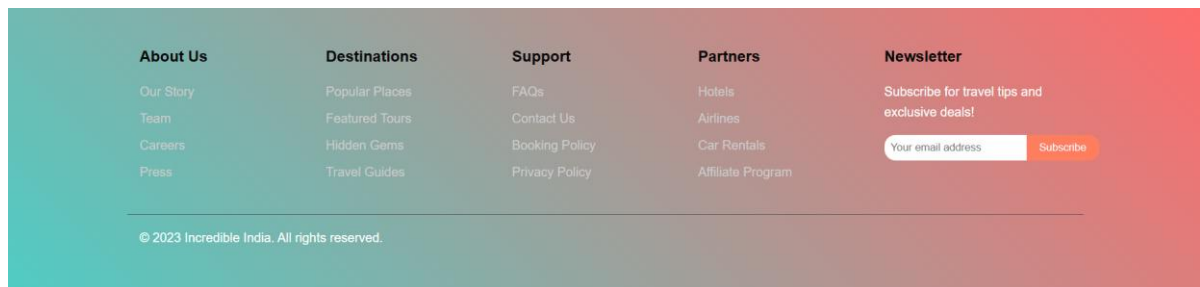 About Us
Our Story
Team
Careers
Press
Destinations
Popular Places
Featured Tours
Hidden Gems
Travel Guides
Support
FAQs
Contact Us
Booking Policy
Privacy Policy
Partners
Hotels
Airlines
Car Rentals
Affiliate Program
Newsletter
Subscribe for travel tips and
exclusive deals!
Your email address
Subscribe
© 2023 Incredible India. All rights reserved.